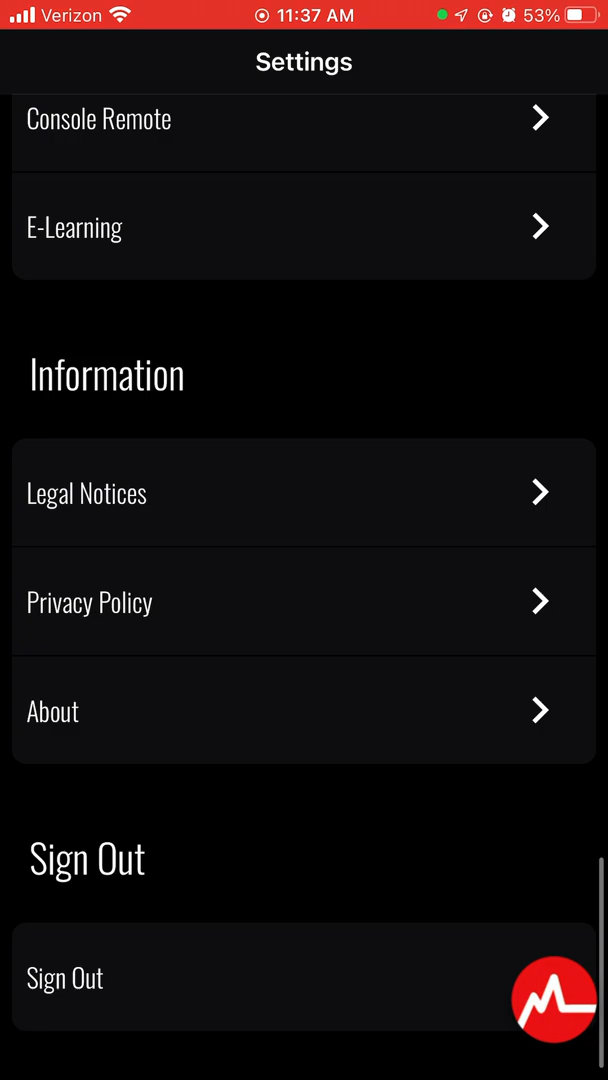 Verizon 11:37 AM 53%
Settings
Console Remote
E-Learning
Information
Legal Notices
Privacy Policy
About
Sign Out
Sign Out